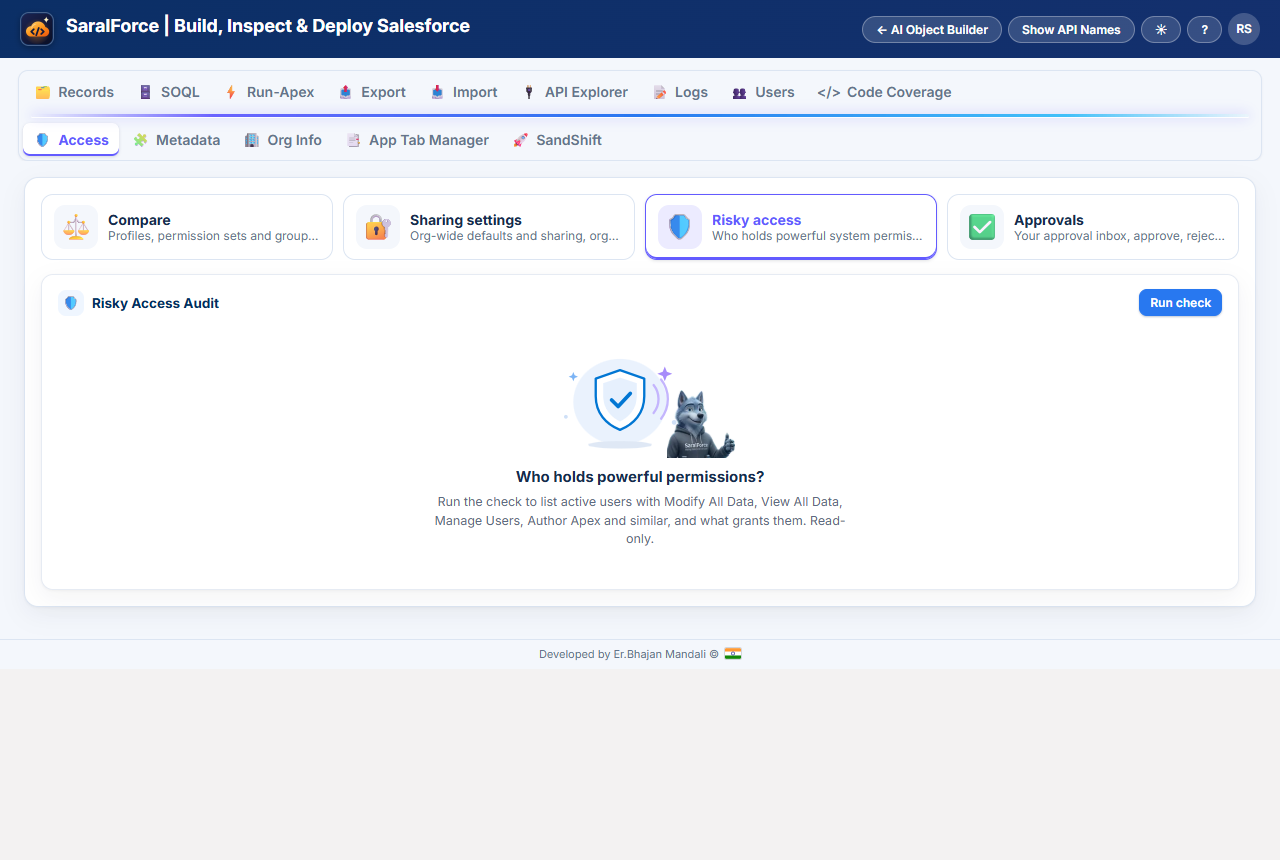 SaralForce | Build, Inspect & Deploy Salesforce
← AI Object Builder
Show API Names
?
RS
Records
SOQL
Run-Apex
Export
Import
API Explorer
Logs
Users
</> Code Coverage
Access
Metadata
Org Info
App Tab Manager
SandShift
Compare
Profiles, permission sets and group...
Sharing settings
Org-wide defaults and sharing, org...
Risky access
Who holds powerful system permis...
Approvals
Your approval inbox, approve, rejec...
Risky Access Audit
Run check
SaralForce
Who holds powerful permissions?
Run the check to list active users with Modify All Data, View All Data,
Manage Users, Author Apex and similar, and what grants them. Read-
only.
Developed by Er.Bhajan Mandali ©